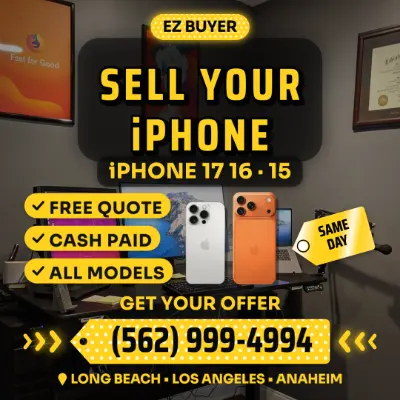 EZ BUYER
Feel for Good
SELL YOUR
iPHONE
iPHONE 17 16 · 15
✓ FREE QUOTE
✓ CASH PAID
✓ ALL MODELS
SAME
DAY
GET YOUR OFFER
(562) 999-4994
LONG BEACH • LOS ANGELES • ANAHEIM